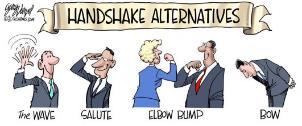 HANDSHAKE ALTERNATIVES
The WAVE
SALUTE
ELBOW BUMP
BOW